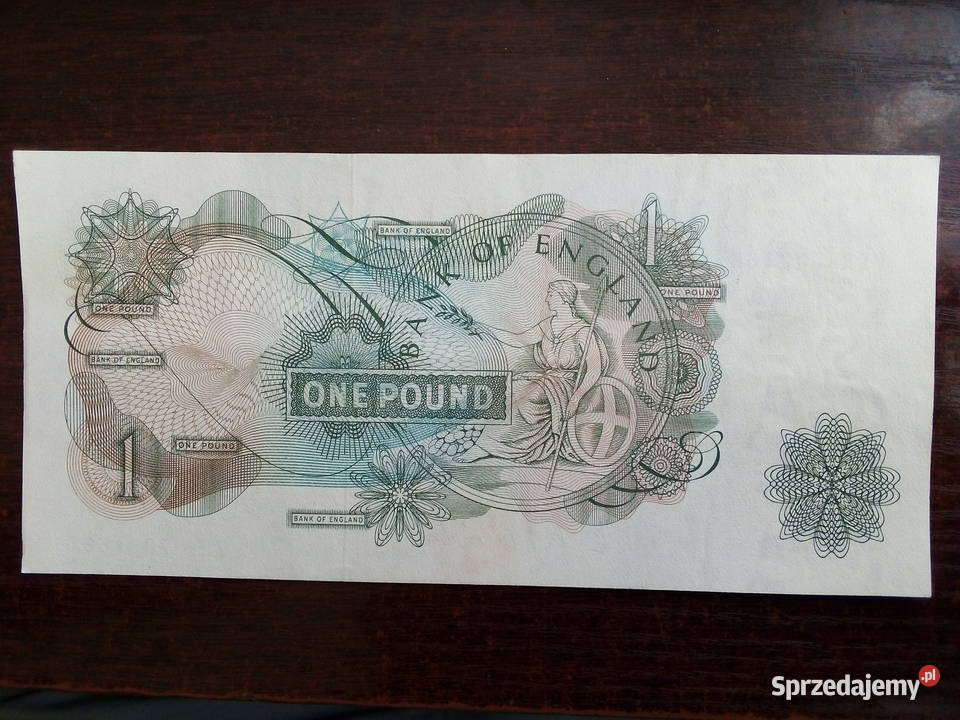 BANK OF ENGLAND
BANK OF ENGLAND
1
ONE POUND
ONE POUND
BANK OF ENGLAND
ONE POUND
1
ONE POUND
BANK OF ENGLAND
Sprzedajemy.pl